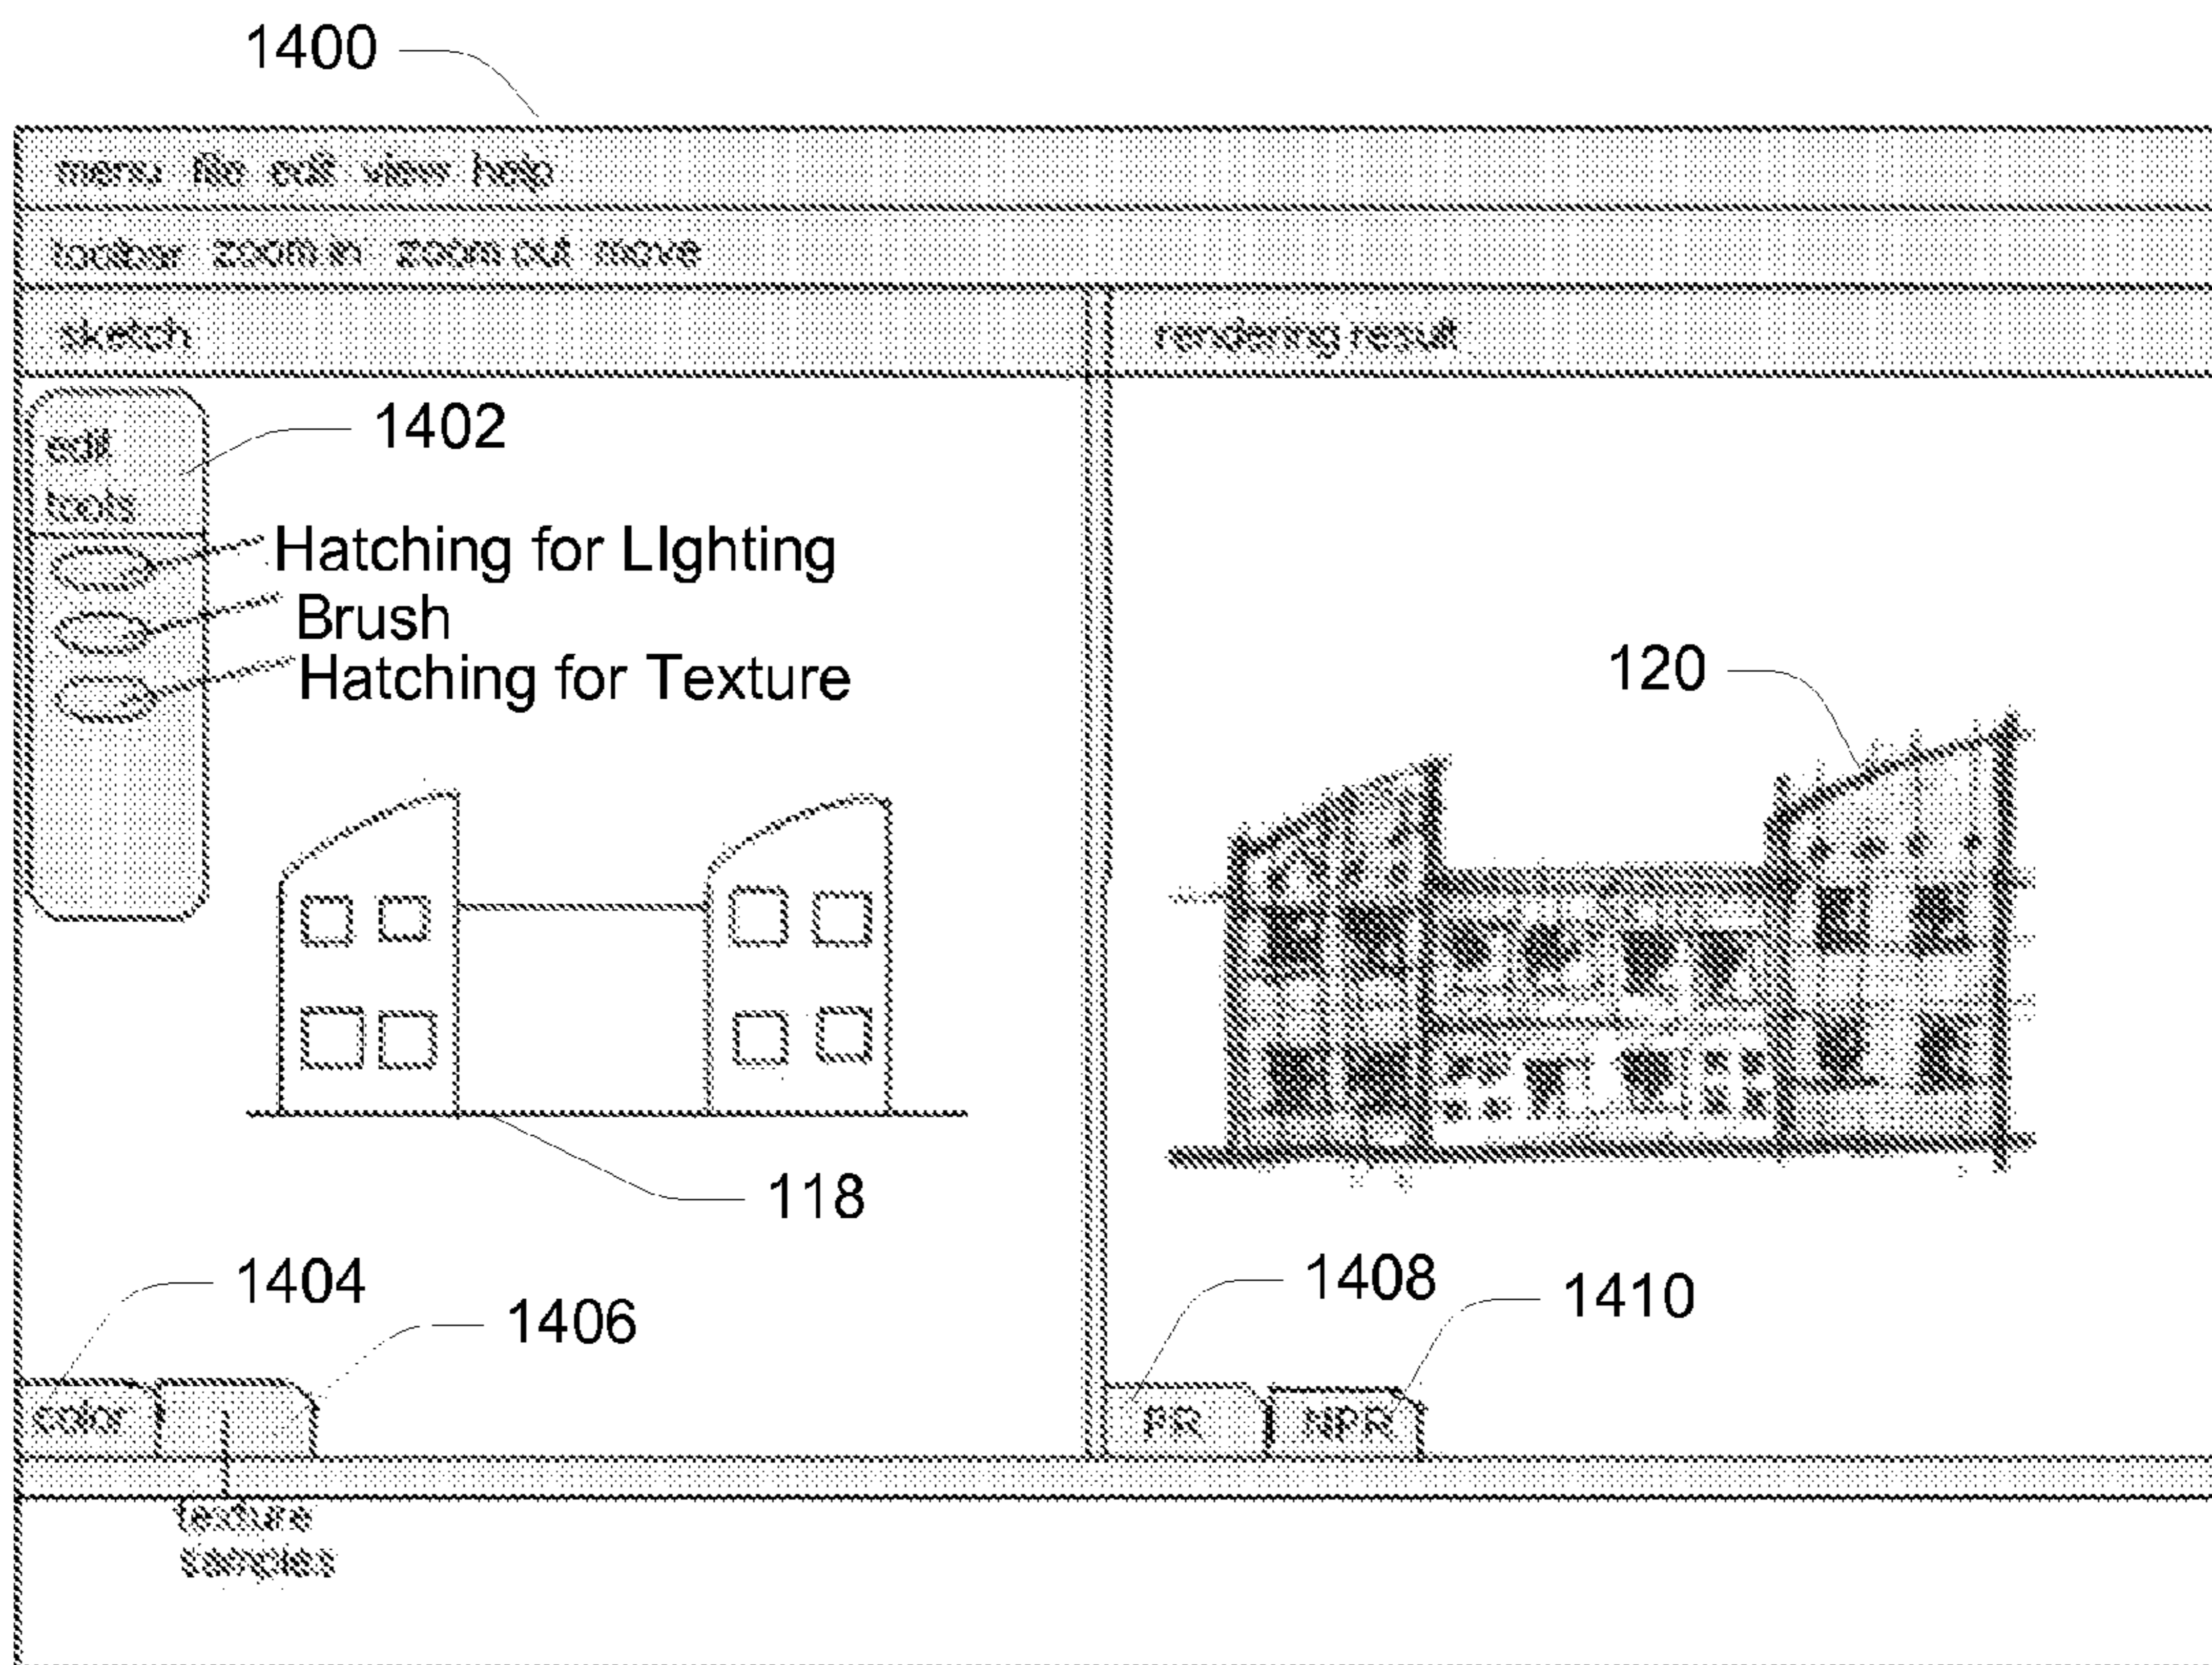 1400
menu file edit view help
toolbar zoom in zoom out move
sketch
rendering result
edit
tools
1402
Hatching for LIghting
Brush
Hatching for Texture
120
118
1404
1406
1408
1410
color
PR
NPR
texture
samples